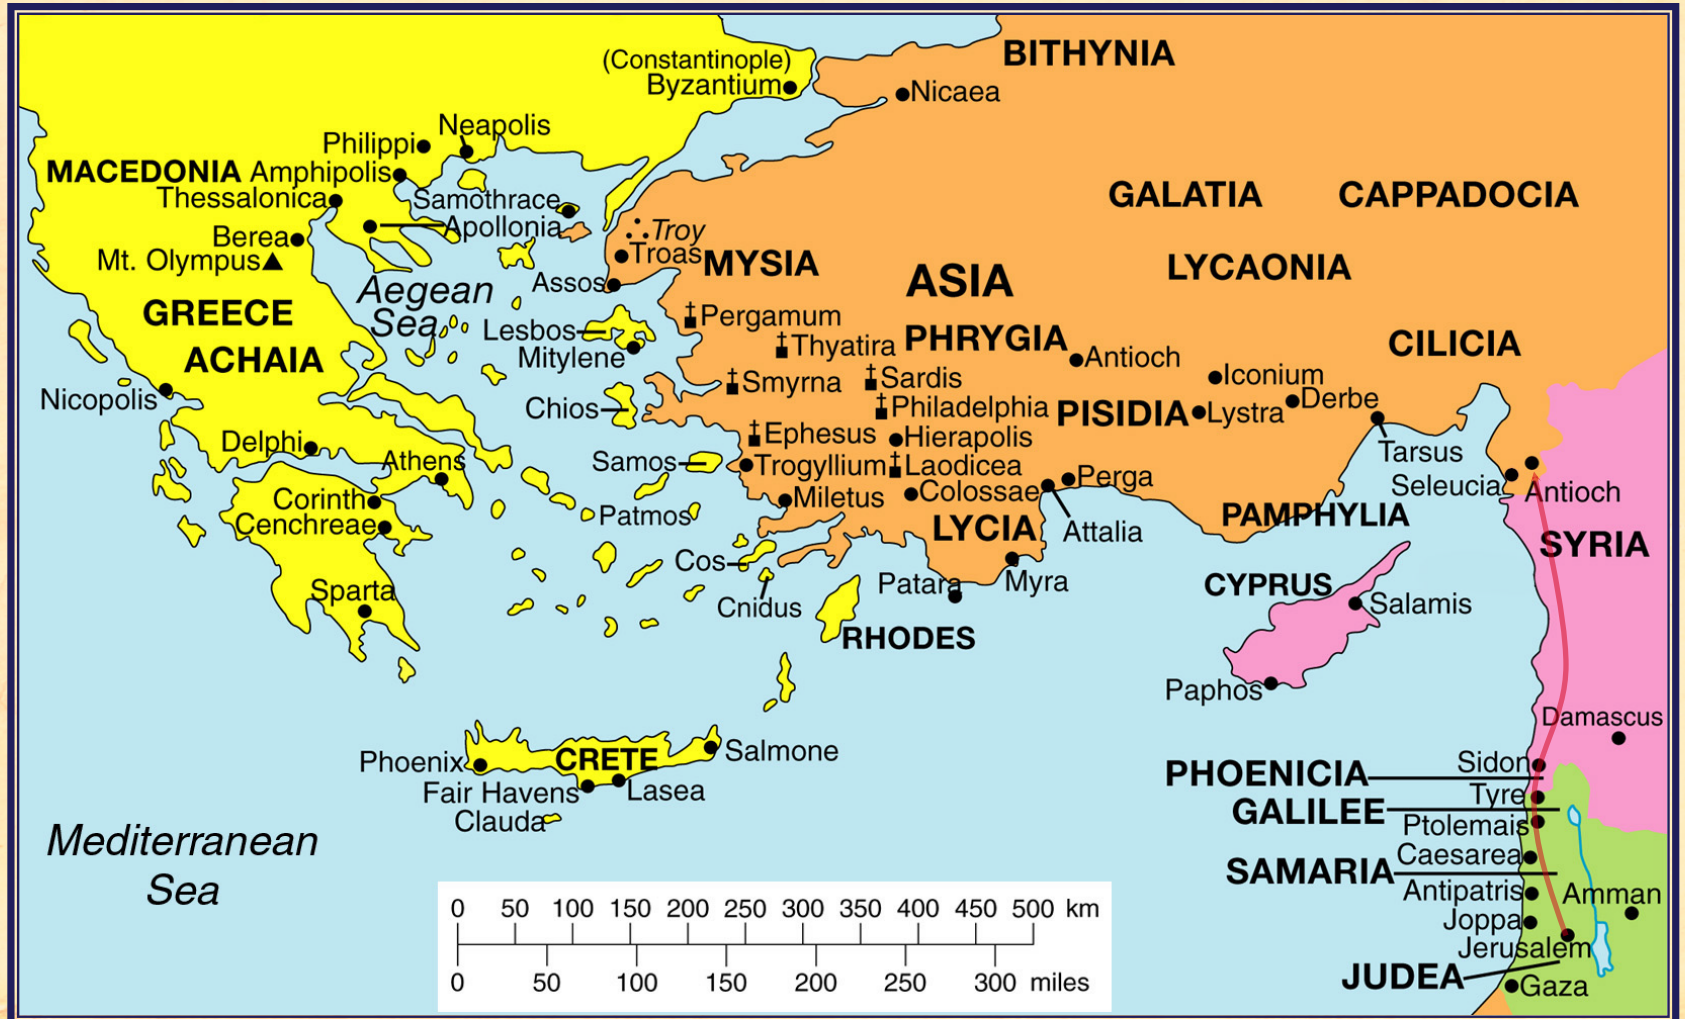 BITHYNIA
(Constantinople)
Byzantium
Nicaea
Neapolis
Philippi
MACEDONIA
Amphipolis
Thessalonica
Samothrace
Apollonia
GALATIA
CAPPADOCIA
Berea
Mt. Olympus
Troy
Troas
MYSIA
LYCAONIA
Assos
ASIA
Aegean
Sea
GREECE
Pergamum
Lesbos
Mitylene
Thyatira
PHRYGIA
CILICIA
ACHAIA
Antioch
Smyrna
Sardis
Iconium
Nicopolis
Chios
Philadelphia
PISIDIA
Lystra
Derbe
Delphi
Athens
Ephesus
Hierapolis
Tarsus
Samos
Trogyllium
Laodicea
Perga
Seleucia
Antioch
Corinth
Miletus
Colossae
Cenchreae
Patmos
LYCIA
Attalia
PAMPHYLIA
SYRIA
Cos
Sparta
Cnidus
Patara
Myra
CYPRUS
Salamis
RHODES
Paphos
Damascus
Phoenix
CRETE
Salmone
Fair Havens
Lasea
Clauda
PHOENICIA
Sidon
Tyre
GALILEE
Ptolemais
Mediterranean
Sea
SAMARIA
Caesarea
Antipatris
Amman
Joppa
Jerusalem
JUDEA
Gaza
0 50 100 150 200 250 300 350 400 450 500 km
0 50 100 150 200 250 300 miles